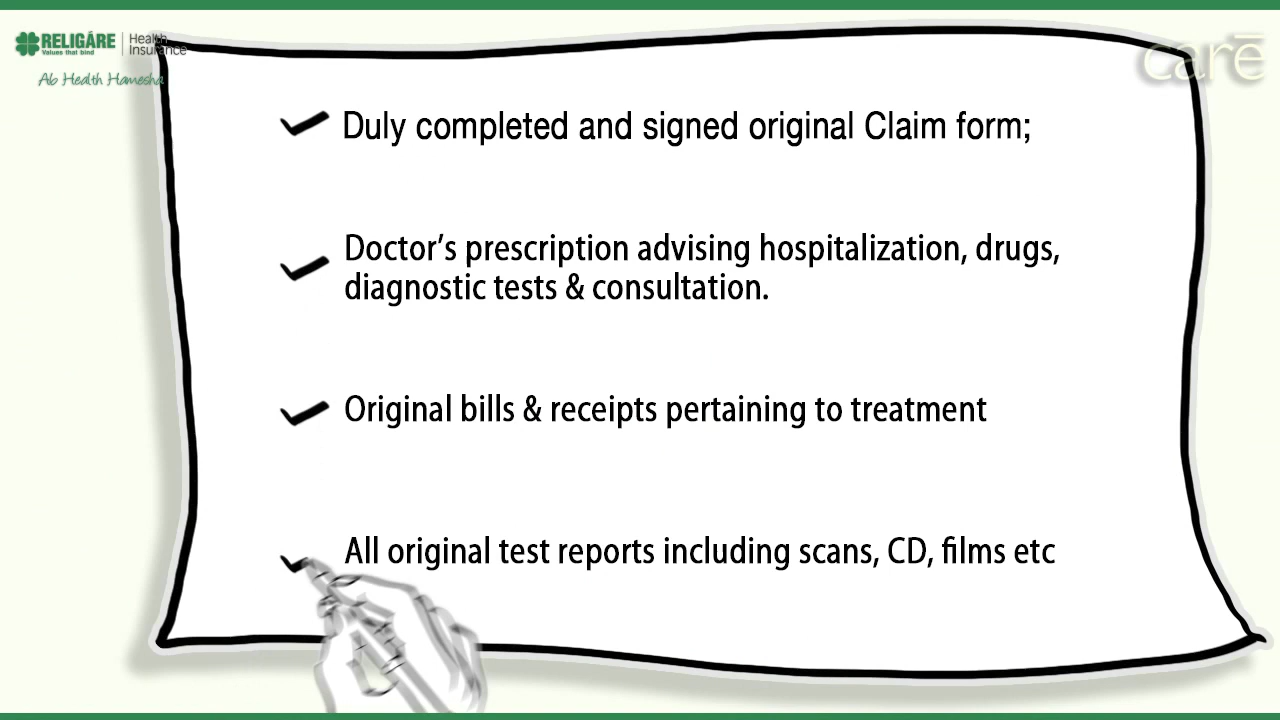 RELIGARE Health Insurance
Values that bind
Ab Health Hamesha
carē
Duly completed and signed original Claim form;
Doctor’s prescription advising hospitalization, drugs,
diagnostic tests & consultation.
Original bills & receipts pertaining to treatment
All original test reports including scans, CD, films etc